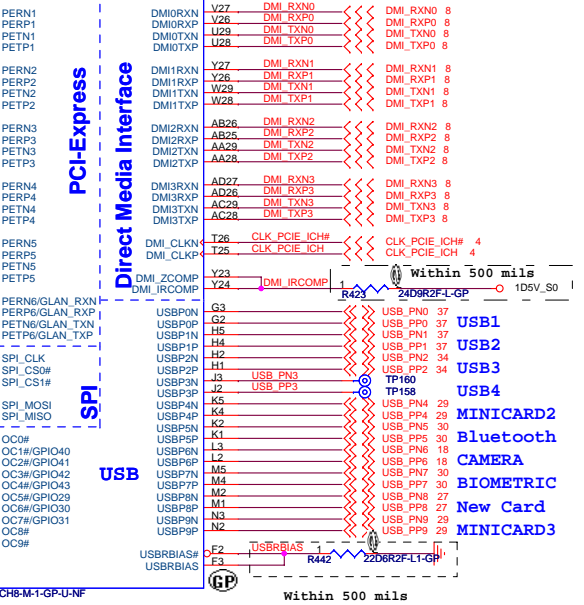 PERN1 DMI0RXN V27 DMI_RXN0 DMI_RXN0 8
PERP1 DMI0RXP V26 DMI_RXP0 DMI_RXP0 8
PETN1 DMI0TXN U29 DMI_TXN0 DMI_TXN0 8
PETP1 DMI0TXP U28 DMI_TXP0 DMI_TXP0 8
PERN2 DMI1RXN Y27 DMI_RXN1 DMI_RXN1 8
PERP2 DMI1RXP Y26 DMI_RXP1 DMI_RXP1 8
PETN2 DMI1TXN W29 DMI_TXN1 DMI_TXN1 8
PETP2 DMI1TXP W28 DMI_TXP1 DMI_TXP1 8
PERN3 DMI2RXN AB26 DMI_RXN2 DMI_RXN2 8
PERP3 DMI2RXP AB25 DMI_RXP2 DMI_RXP2 8
PETN3 DMI2TXN AA29 DMI_TXN2 DMI_TXN2 8
PETP3 DMI2TXP AA28 DMI_TXP2 DMI_TXP2 8
PERN4 DMI3RXN AD27 DMI_RXN3 DMI_RXN3 8
PERP4 DMI3RXP AD26 DMI_RXP3 DMI_RXP3 8
PETN4 DMI3TXN AC29 DMI_TXN3 DMI_TXN3 8
PETP4 DMI3TXP AC28 DMI_TXP3 DMI_TXP3 8
PCI-Express
Direct Media Interface
PERN5 DMI_CLKN T26 CLK_PCIE_ICH# CLK_PCIE_ICH# 4
PERP5 DMI_CLKP T25 CLK_PCIE_ICH CLK_PCIE_ICH 4
PETN5
PETP5 DMI_ZCOMP Y23 Within 500 mils
DMI_IRCOMP Y24 DMI_IRCOMP 1 R423 24D9R2F-L-GP 1D5V_S0
PERN6/GLAN_RXN
PERP6/GLAN_RXP USBP0N G3 USB_PN0 37
PETN6/GLAN_TXN USBP0P G2 USB_PP0 37 USB1
PETP6/GLAN_TXP USBP1N H5 USB_PN1 37
USBP1P H4 USB_PP1 37 USB2
SPI_CLK USBP2N H2 USB_PN2 34
SPI_CS0# USBP2P H1 USB_PP2 34 USB3
SPI_CS1# USBP3N J3 USB_PN3 TP160
USBP3P J2 USB_PP3 TP158 USB4
SPI
SPI_MOSI USBP4N K5 USB_PN4 29
SPI_MISO USBP4P K4 USB_PP4 29 MINICARD2
USBP5N K2 USB_PN5 30
OC0# USBP5P K1 USB_PP5 30 Bluetooth
OC1#/GPIO40 USBP6N L3 USB_PN6 18
OC2#/GPIO41 USBP6P L2 USB_PP6 18 CAMERA
OC3#/GPIO42 USB USBP7N M5 USB_PN7 30
OC4#/GPIO43 USBP7P M4 USB_PP7 30 BIOMETRIC
OC5#/GPIO29 USBP8N M2 USB_PN8 27
OC6#/GPIO30 USBP8P M1 USB_PP8 27 New Card
OC7#/GPIO31 USBP9N N3 USB_PN9 29
OC8# USBP9P N2 USB_PP9 29 MINICARD3
OC9#
USBRBIAS# F2 USBRBIAS 1 R442 22D6R2F-L1-GP
USBRBIAS F3
GP
CH8-M-1-GP-U-NF
Within 500 mils